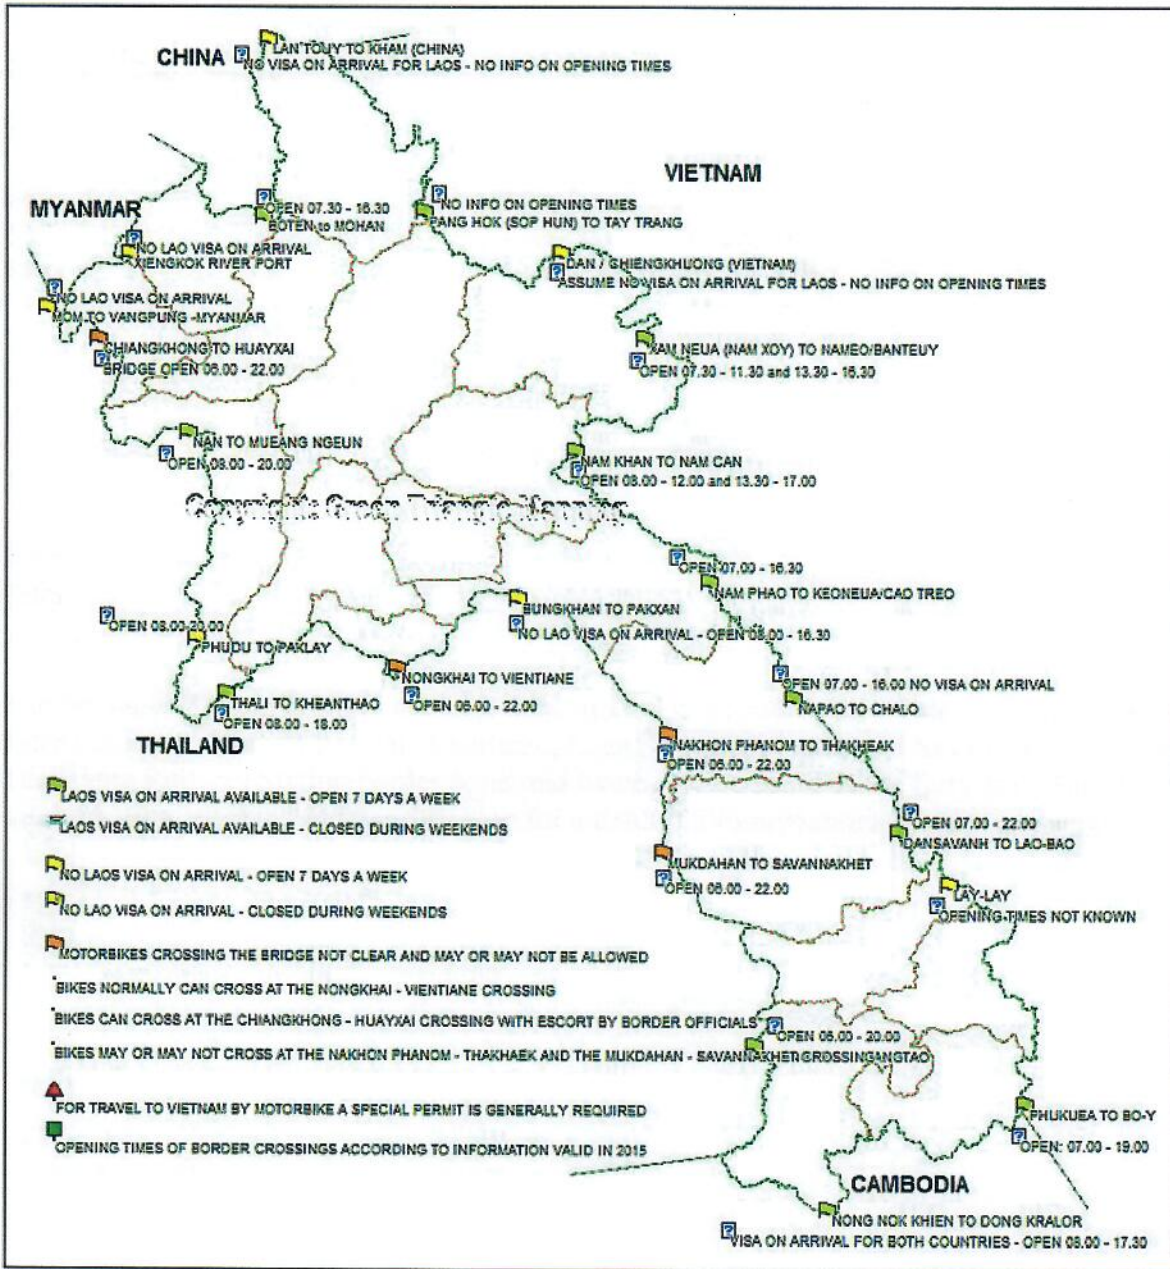 LAN TOUY TO KHAM (CHINA)
CHINA
NO VISA ON ARRIVAL FOR LAOS - NO INFO ON OPENING TIMES
VIETNAM
MYANMAR
OPEN 07.30 - 16.30
BOTEN to MOHAN
NO INFO ON OPENING TIMES
PANG HOK (SOP HUN) TO TAY TRANG
NO LAO VISA ON ARRIVAL
XIENGKOK RIVER PORT
DAN / CHIENGKHUONG (VIETNAM)
ASSUME NO VISA ON ARRIVAL FOR LAOS - NO INFO ON OPENING TIMES
NO LAO VISA ON ARRIVAL
MOM TO VANGPUNG -MYANMAR
CHIANGKHONG TO HUAYXAI
BRIDGE OPEN 06.00 - 22.00
XAM NEUA (NAM XOY) TO NAMEO/BANTEUY
OPEN 07.30 - 11.30 and 13.30 - 16.30
NAN TO MUEANG NGEUN
OPEN 08.00 - 20.00
NAM KHAN TO NAM CAN
OPEN 08.00 - 12.00 and 13.30 - 17.00
OPEN 07.00 - 16.30
NAM PHAO TO KEONEUA/CAO TREO
BUNGKHAN TO PAKXAN
NO LAO VISA ON ARRIVAL - OPEN 08.00 - 16.30
OPEN 08.00-20.00
PHUDU TO PAKLAY
NONGKHAI TO VIENTIANE
OPEN 06.00 - 22.00
OPEN 07.00 - 16.00 NO VISA ON ARRIVAL
NAPAO TO CHALO
THALI TO KHEANTHAO
OPEN 08.00 - 18.00
THAILAND
NAKHON PHANOM TO THAKHEAK
OPEN 06.00 - 22.00
OPEN 07.00 - 22.00
DANSAVANH TO LAO-BAO
MUKDAHAN TO SAVANNAKHET
OPEN 06.00 - 22.00
LAY-LAY
OPENING TIMES NOT KNOWN
LAOS VISA ON ARRIVAL AVAILABLE - OPEN 7 DAYS A WEEK
LAOS VISA ON ARRIVAL AVAILABLE - CLOSED DURING WEEKENDS
NO LAOS VISA ON ARRIVAL - OPEN 7 DAYS A WEEK
NO LAO VISA ON ARRIVAL - CLOSED DURING WEEKENDS
MOTORBIKES CROSSING THE BRIDGE NOT CLEAR AND MAY OR MAY NOT BE ALLOWED
BIKES NORMALLY CAN CROSS AT THE NONGKHAI - VIENTIANE CROSSING
BIKES CAN CROSS AT THE CHIANGKHONG - HUAYXAI CROSSING WITH ESCORT BY BORDER OFFICIALS
OPEN 06.00 - 20.00
BIKES MAY OR MAY NOT CROSS AT THE NAKHON PHANOM - THAKHAEK AND THE MUKDAHAN - SAVANNAKHET CROSSING
FOR TRAVEL TO VIETNAM BY MOTORBIKE A SPECIAL PERMIT IS GENERALLY REQUIRED
OPENING TIMES OF BORDER CROSSINGS ACCORDING TO INFORMATION VALID IN 2015
PHUKUEA TO BO-Y
OPEN: 07.00 - 19.00
CAMBODIA
NONG NOK KHIEN TO DONG KRALOR
VISA ON ARRIVAL FOR BOTH COUNTRIES - OPEN 08.00 - 17.30